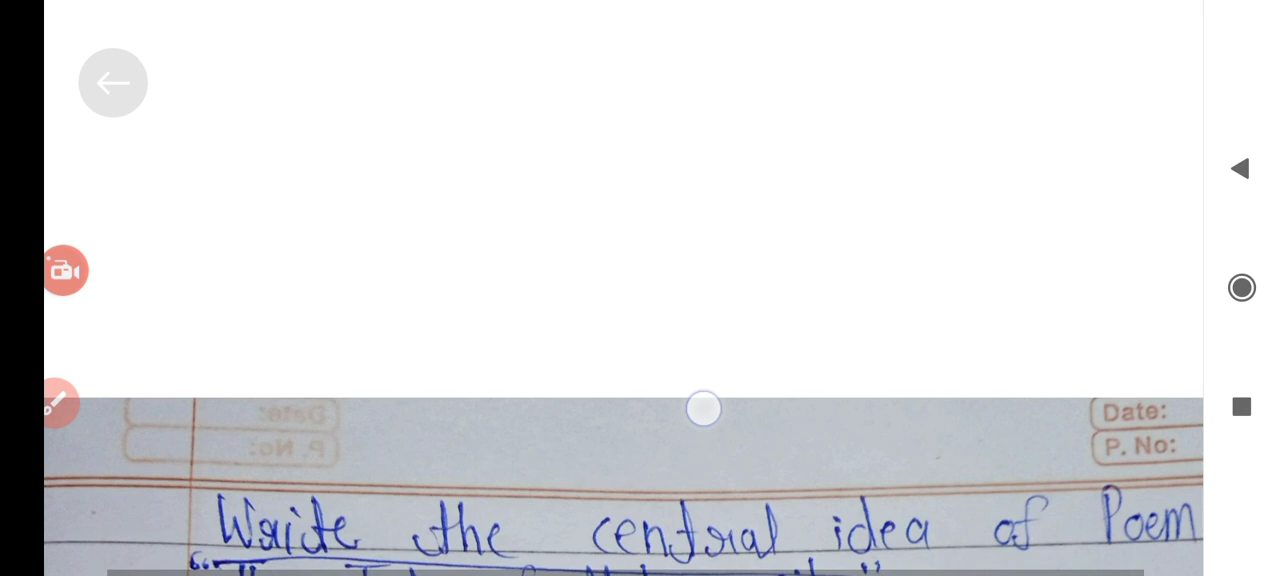 Date:
P. No:
Write the central idea of Poem